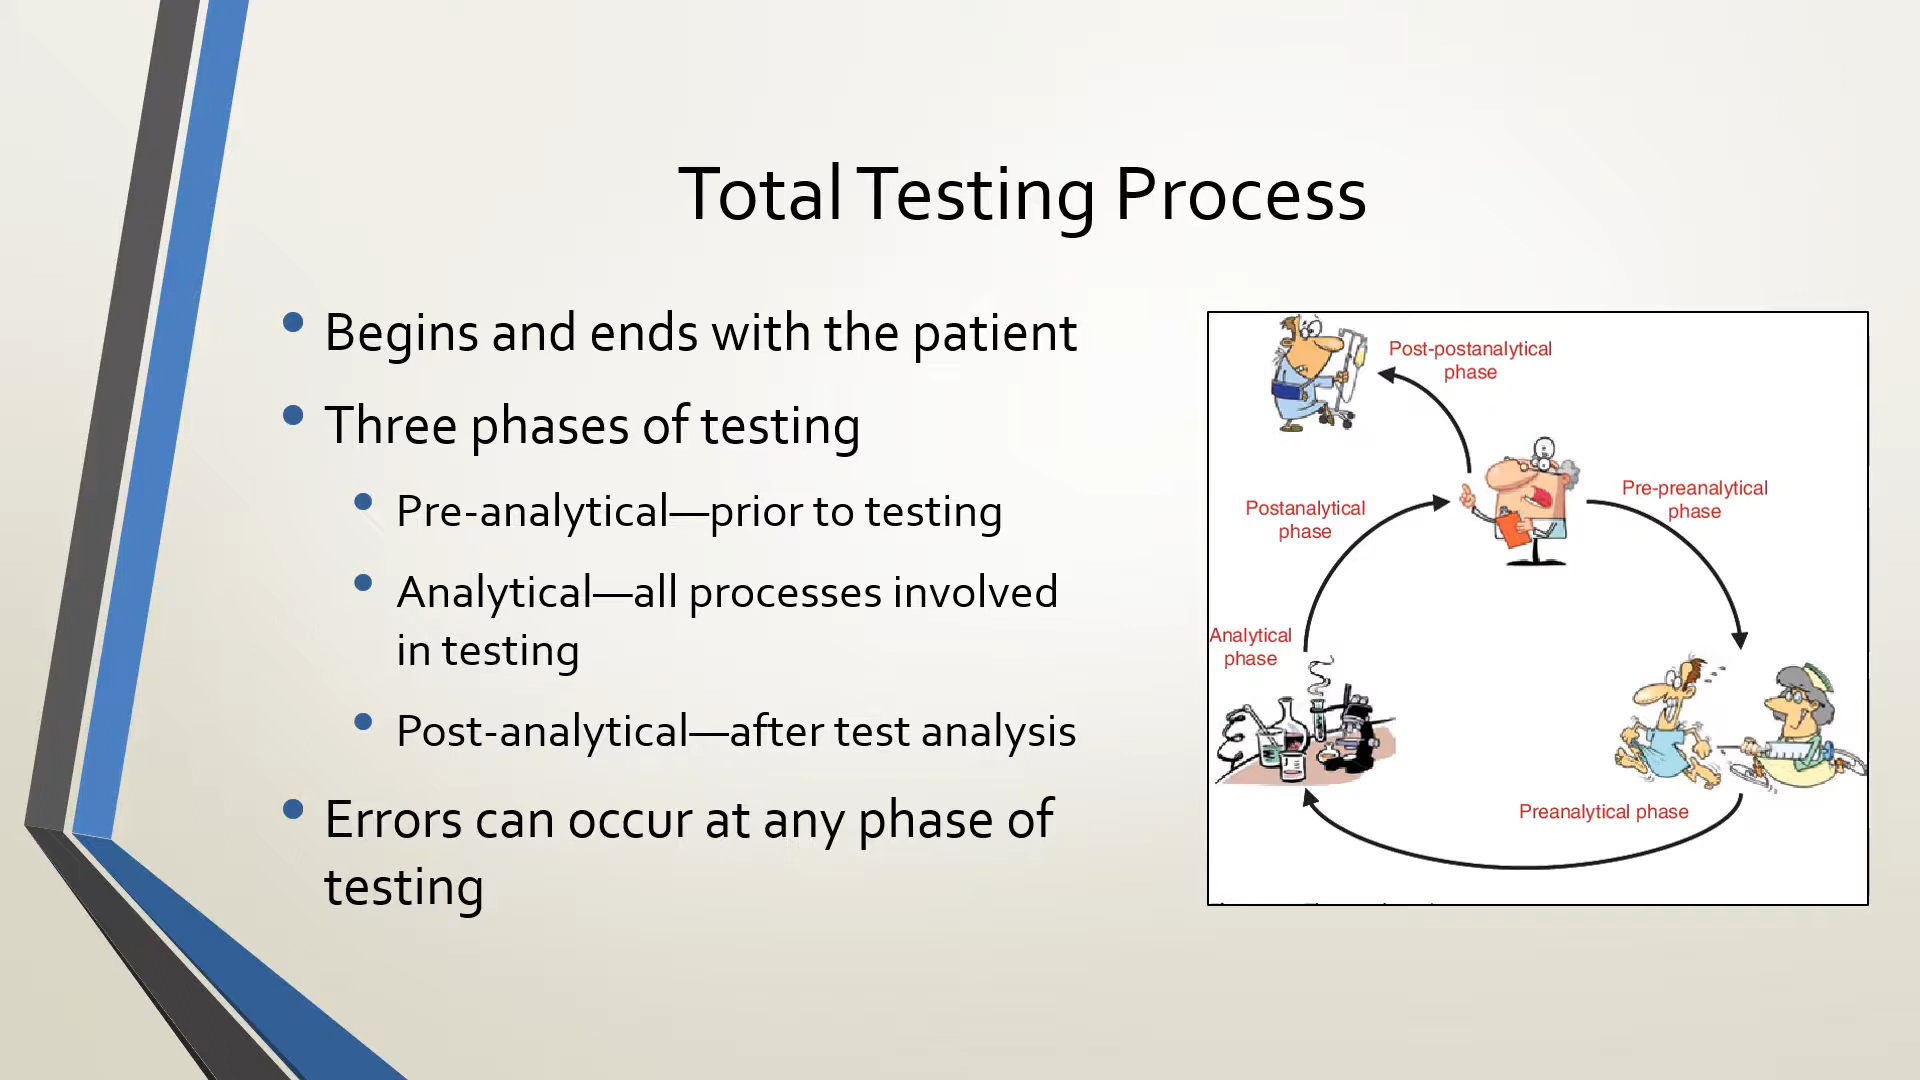 Total Testing Process
Begins and ends with the patient
Three phases of testing
Pre-analytical—prior to testing
Analytical—all processes involved
in testing
Post-analytical—after test analysis
Errors can occur at any phase of
testing
Post-postanalytical
phase
Pre-preanalytical
phase
Postanalytical
phase
Analytical
phase
Preanalytical phase